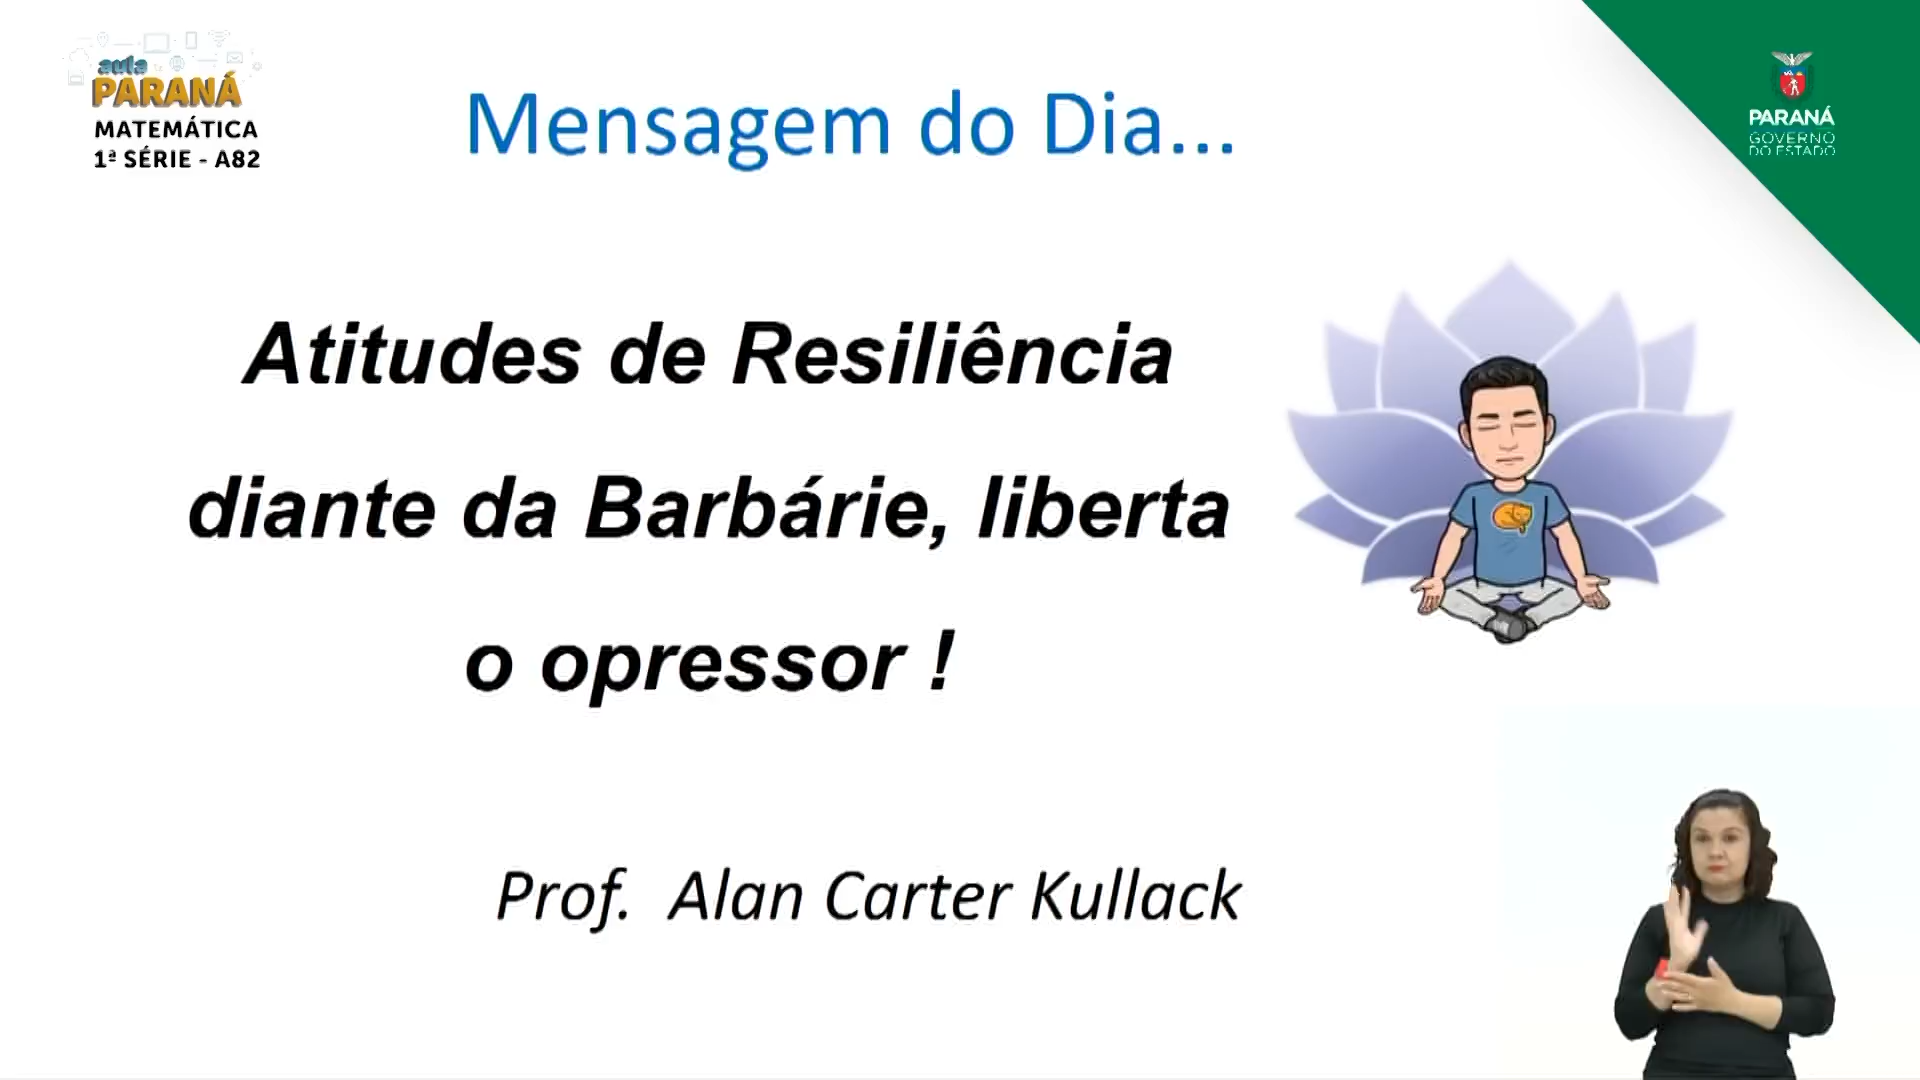 aula
PARANÁ
MATEMÁTICA
1ª SÉRIE - A82
Mensagem do Dia...
PARANÁ
GOVERNO
DO ESTADO
Atitudes de Resiliência
diante da Barbárie, liberta
o opressor !
Prof. Alan Carter Kullack